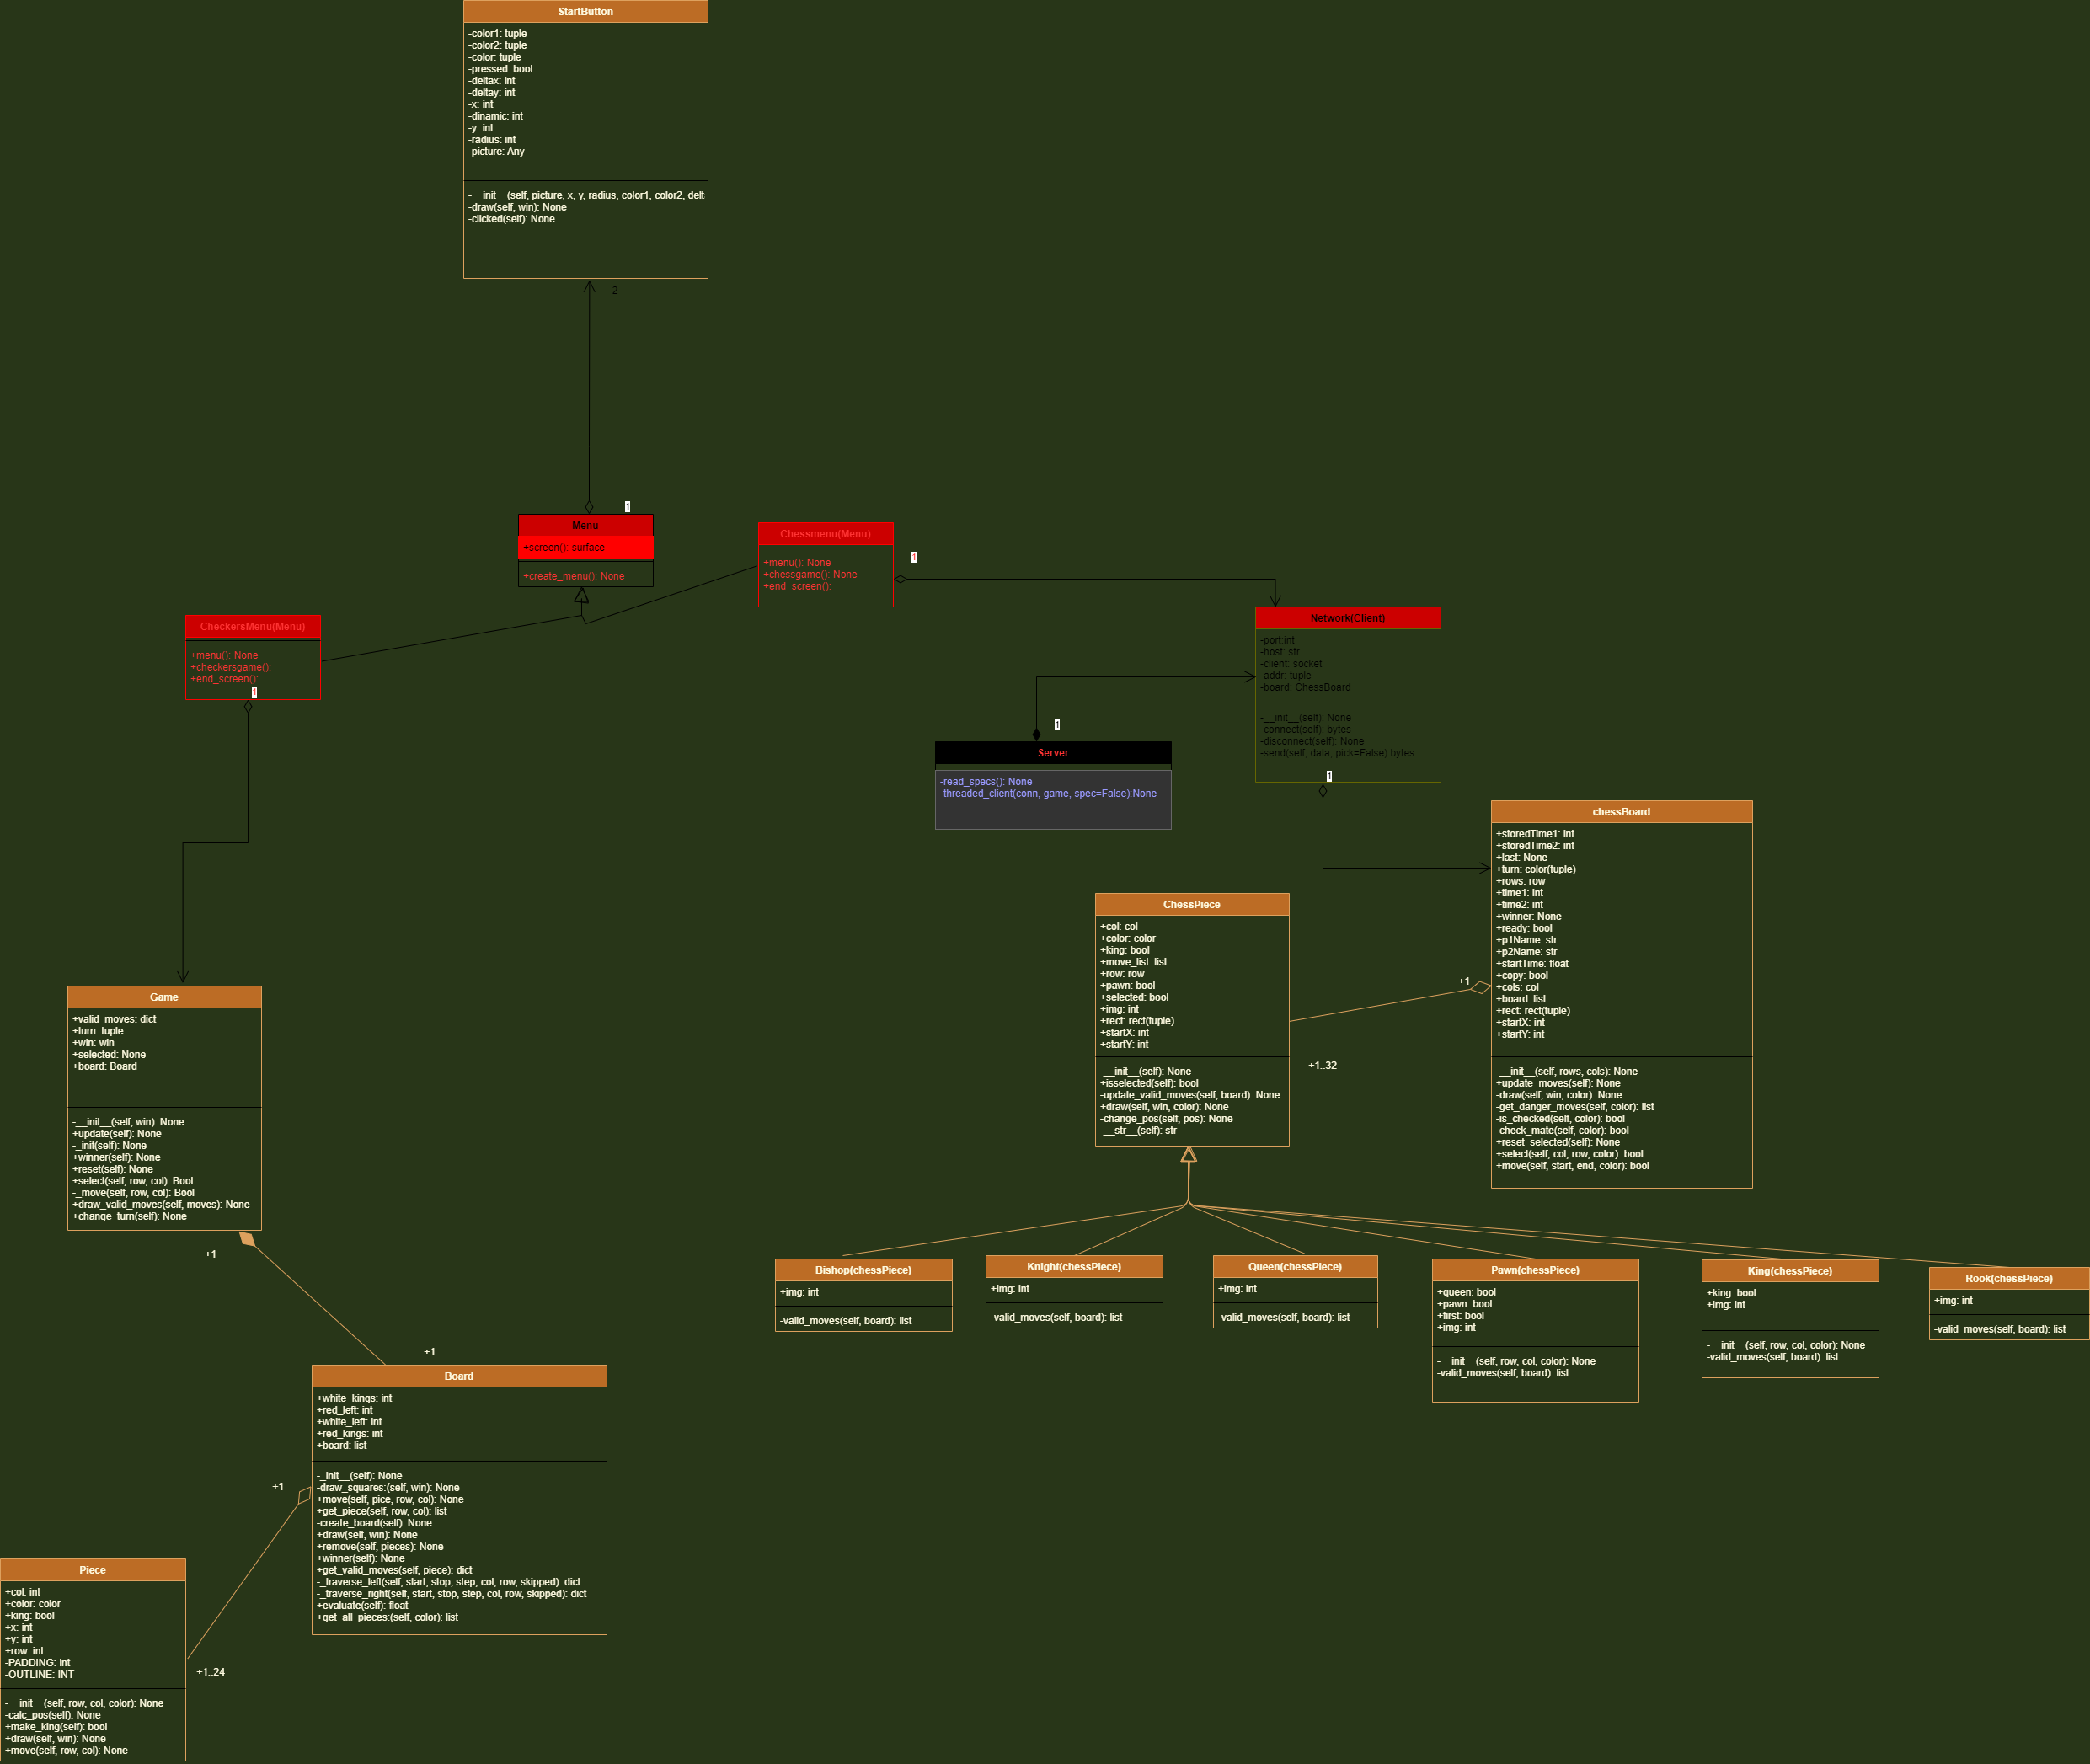 StartButton
-color1: tuple
-color2: tuple
-color: tuple
-pressed: bool
-deltax: int
-deltay: int
-x: int
-dinamic: int
-y: int
-radius: int
-picture: Any
-__init__(self, picture, x, y, radius, color1, color2, delt
-draw(self, win): None
-clicked(self): None
2
1
Menu
+screen(): surface
+create_menu(): None
Chessmenu(Menu)
+menu(): None
+chessgame(): None
+end_screen():
1
CheckersMenu(Menu)
+menu(): None
+checkersgame():
+end_screen():
1
Network(Client)
-port:int
-host: str
-client: socket
-addr: tuple
-board: ChessBoard
-__init__(self): None
-connect(self): bytes
-disconnect(self): None
-send(self, data, pick=False):bytes
1
1
Server
-read_specs(): None
-threaded_client(conn, game, spec=False):None
chessBoard
+storedTime1: int
+storedTime2: int
+last: None
+turn: color(tuple)
+rows: row
+time1: int
+time2: int
+winner: None
+ready: bool
+p1Name: str
+p2Name: str
+startTime: float
+copy: bool
+cols: col
+board: list
+rect: rect(tuple)
+startX: int
+startY: int
-__init__(self, rows, cols): None
+update_moves(self): None
-draw(self, win, color): None
-get_danger_moves(self, color): list
-is_checked(self, color): bool
-check_mate(self, color): bool
+reset_selected(self): None
+select(self, col, row, color): bool
+move(self, start, end, color): bool
+1
+1..32
ChessPiece
+col: col
+color: color
+king: bool
+move_list: list
+row: row
+pawn: bool
+selected: bool
+img: int
+rect: rect(tuple)
+startX: int
+startY: int
-__init__(self): None
+isselected(self): bool
-update_valid_moves(self, board): None
+draw(self, win, color): None
-change_pos(self, pos): None
-__str__(self): str
Game
+valid_moves: dict
+turn: tuple
+win: win
+selected: None
+board: Board
-__init__(self, win): None
+update(self): None
-_init(self): None
+winner(self): None
+reset(self): None
+select(self, row, col): Bool
-_move(self, row, col): Bool
+draw_valid_moves(self, moves): None
+change_turn(self): None
+1
+1
Bishop(chessPiece)
+img: int
-valid_moves(self, board): list
Knight(chessPiece)
+img: int
-valid_moves(self, board): list
Queen(chessPiece)
+img: int
-valid_moves(self, board): list
Pawn(chessPiece)
+queen: bool
+pawn: bool
+first: bool
+img: int
-__init__(self, row, col, color): None
-valid_moves(self, board): list
King(chessPiece)
+king: bool
+img: int
-__init__(self, row, col, color): None
-valid_moves(self, board): list
Rook(chessPiece)
+img: int
-valid_moves(self, board): list
Board
+white_kings: int
+red_left: int
+white_left: int
+red_kings: int
+board: list
-_init__(self): None
-draw_squares:(self, win): None
+move(self, pice, row, col): None
+get_piece(self, row, col): list
-create_board(self): None
+draw(self, win): None
+remove(self, pieces): None
+winner(self): None
+get_valid_moves(self, piece): dict
-_traverse_left(self, start, stop, step, col, row, skipped): dict
-_traverse_right(self, start, stop, step, col, row, skipped): dict
+evaluate(self): float
+get_all_pieces:(self, color): list
+1
+1..24
Piece
+col: int
+color: color
+king: bool
+x: int
+y: int
+row: int
-PADDING: int
-OUTLINE: INT
-__init__(self, row, col, color): None
-calc_pos(self): None
+make_king(self): bool
+draw(self, win): None
+move(self, row, col): None